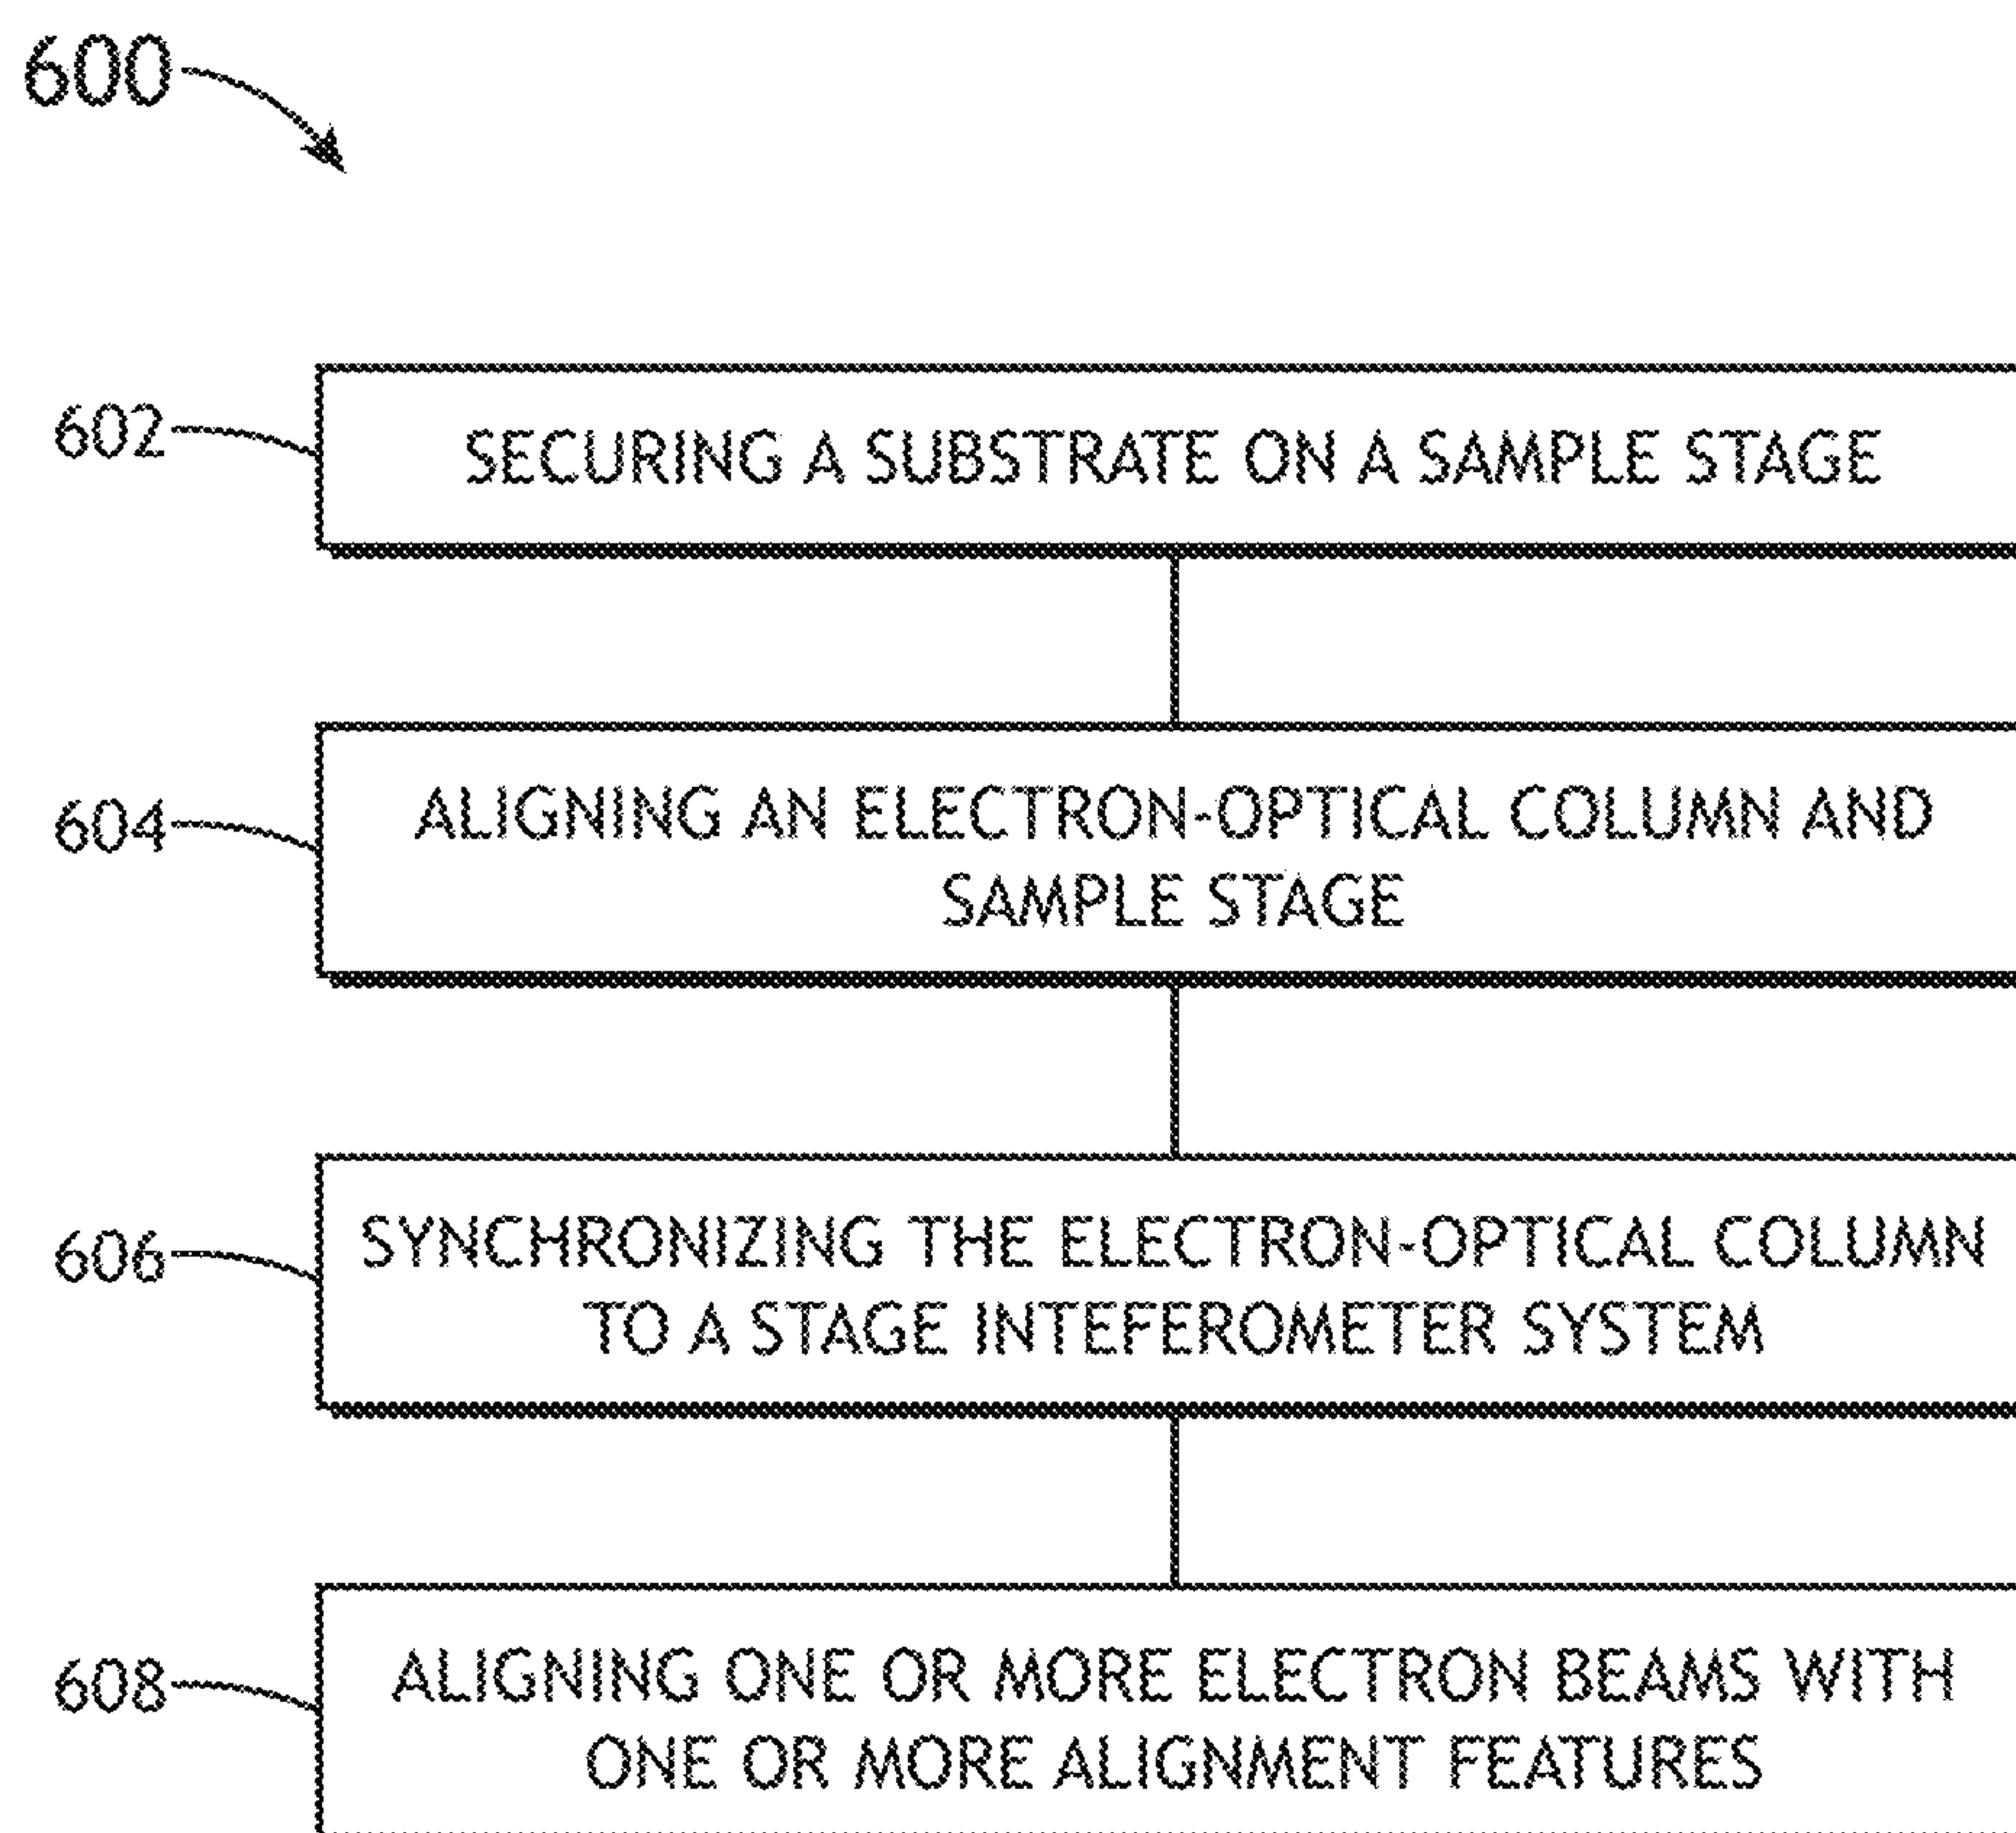 600
602
SECURING A SUBSTRATE ON A SAMPLE STAGE
604
ALIGNING AN ELECTRON-OPTICAL COLUMN AND
SAMPLE STAGE
606
SYNCHRONIZING THE ELECTRON-OPTICAL COLUMN
TO A STAGE INTEFEROMETER SYSTEM
608
ALIGNING ONE OR MORE ELECTRON BEAMS WITH
ONE OR MORE ALIGNMENT FEATURES